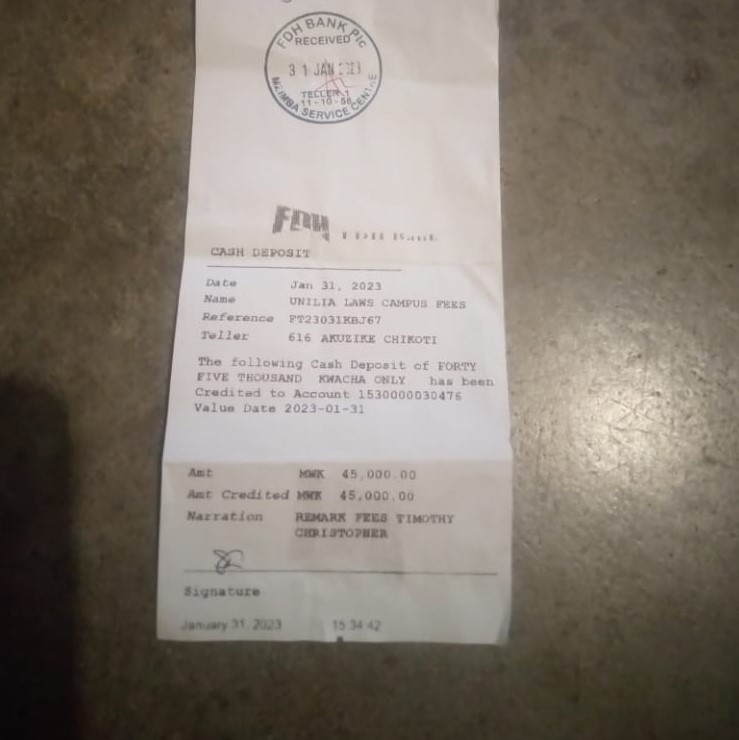 FDH BANK Plc
RECEIVED
31 JAN 2023
TELLER 1
11-10-56
MZIMBA SERVICE CENTRE
FDH FDH Bank
CASH DEPOSIT
Date Jan 31, 2023
Name UNILIA LAWS CAMPUS FEES
Reference FT23031KBJ67
Teller 616 AKUZIKE CHIKOTI
The following Cash Deposit of FORTY
FIVE THOUSAND KWACHA ONLY has been
Credited to Account 1530000030476
Value Date 2023-01-31
Amt MWK 45,000.00
Amt Credited MWK 45,000.00
Narration REMARK FEES TIMOTHY
CHRISTOPHER
Signature
January 31, 2023 15 34 42